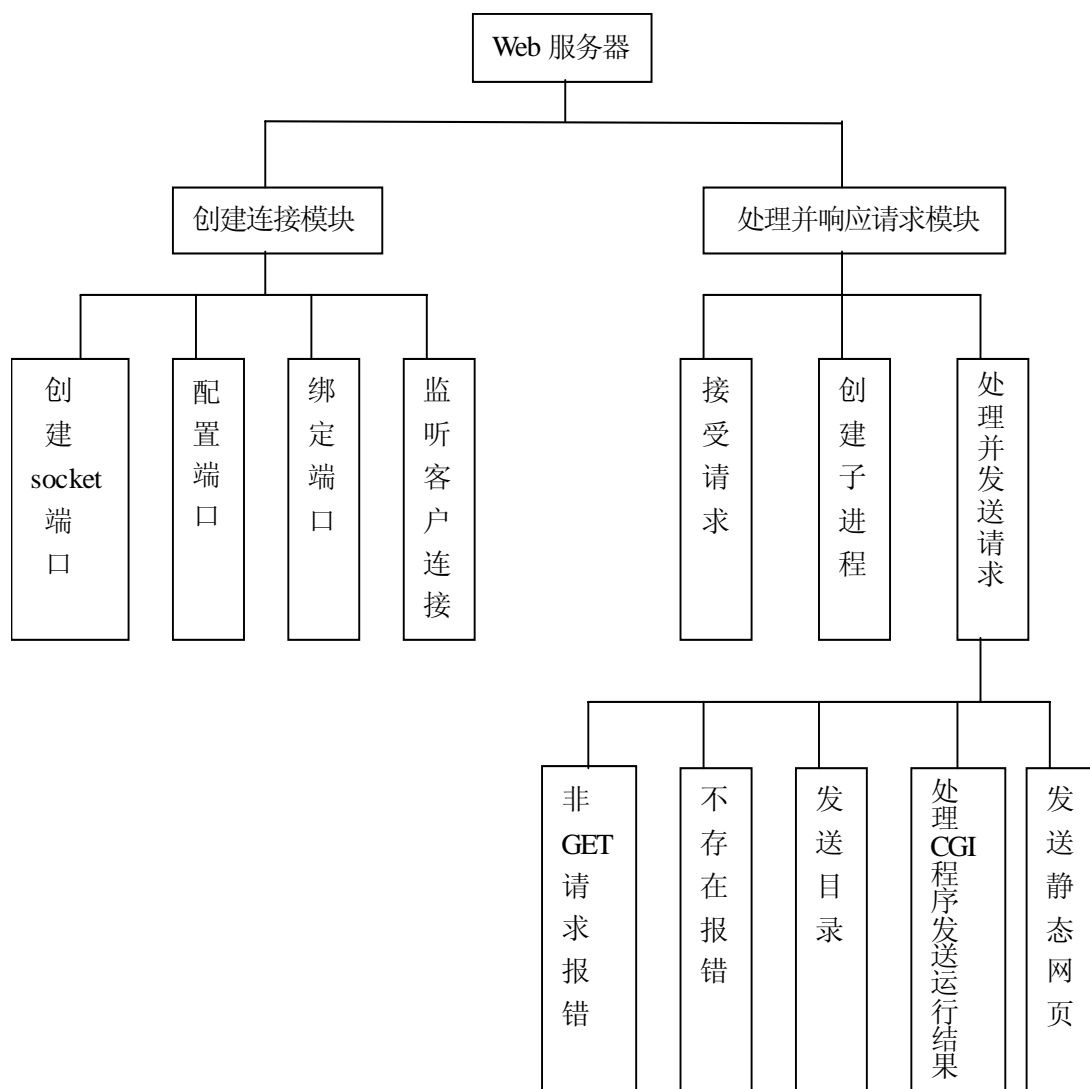 Web 服务器
创建连接模块
处理并响应请求模块
创建socket端口
配置端口
绑定端口
监听客户连接
接受请求
创建子进程
处理并发送请求
非GET请求报错
不存在报错
发送目录
处理CGI程序发送运行结果
发送静态网页